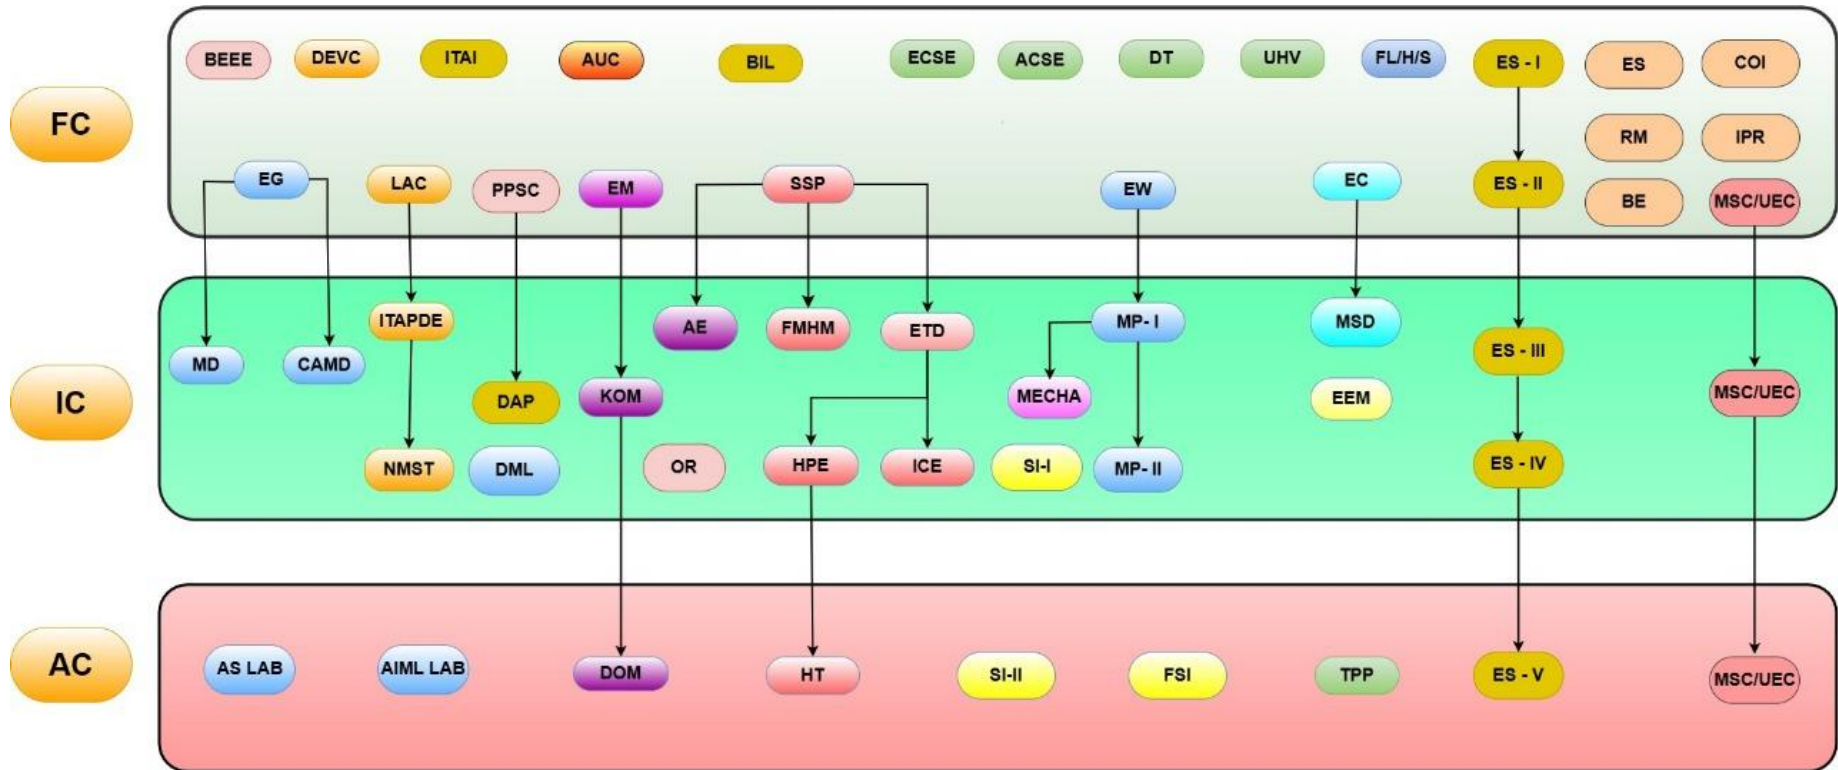 BEEE
DEVC
ITAI
AUC
BIL
ECSE
ACSE
DT
UHV
FL/H/S
ES - I
ES
COI
FC
RM
IPR
EG
LAC
PPSC
EM
SSP
EW
EC
ES - II
BE
MSC/UEC
ITAPDE
AE
FMHM
ETD
MP- I
MSD
ES - III
MD
CAMD
IC
DAP
KOM
MECHA
EEM
MSC/UEC
NMST
DML
OR
HPE
ICE
SI-I
MP- II
ES - IV
AC
AS LAB
AIML LAB
DOM
HT
SI-II
FSI
TPP
ES - V
MSC/UEC